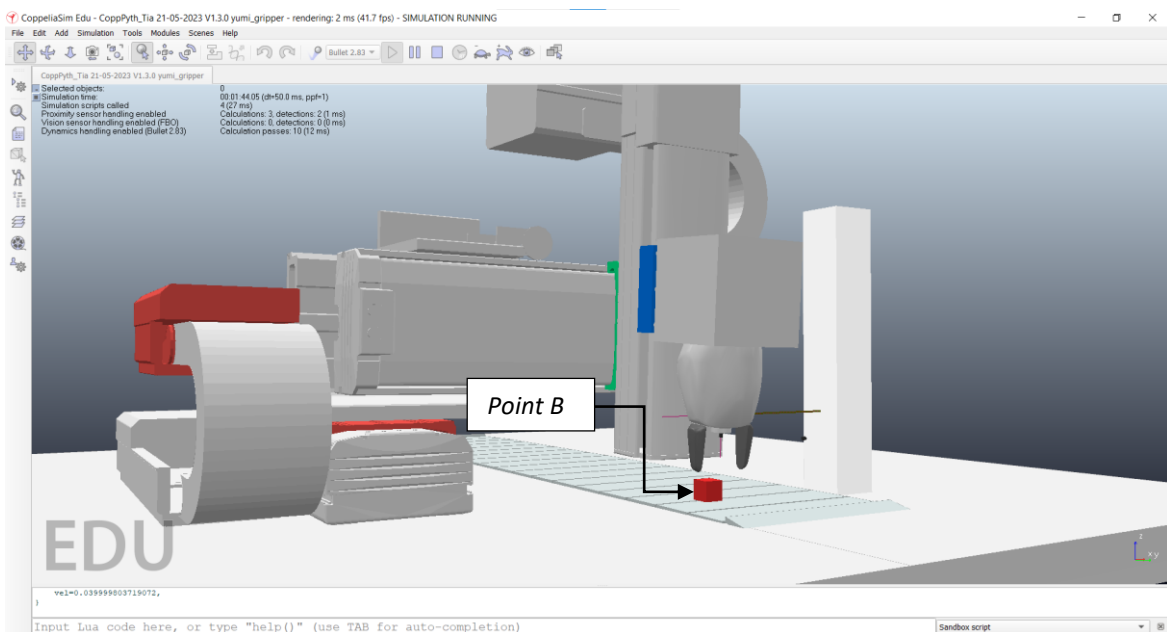 CoppeliaSim Edu - CoppPyth_Tia 21-05-2023 V1.3.0 yumi_gripper - rendering: 2 ms (41.7 fps) - SIMULATION RUNNING
File Edit Add Simulation Tools Modules Scenes Help
Bullet 2.83
CoppPyth_Tia 21-05-2023 V1.3.0 yumi_gripper
Selected objects: 0
Simulation time: 00:01:44.05 (dt=50.0 ms, ppf=1)
Simulation scripts called 4 (27 ms)
Proximity sensor handling enabled Calculations: 3, detections: 2 (1 ms)
Vision sensor handling enabled (FBO) Calculations: 0, detections: 0 (0 ms)
Dynamics handling enabled (Bullet 2.83) Calculation passes: 10 (12 ms)
Point B
EDU
z
x y
vel=0.039999803719072,
}
Input Lua code here, or type "help()" (use TAB for auto-completion)
Sandbox script